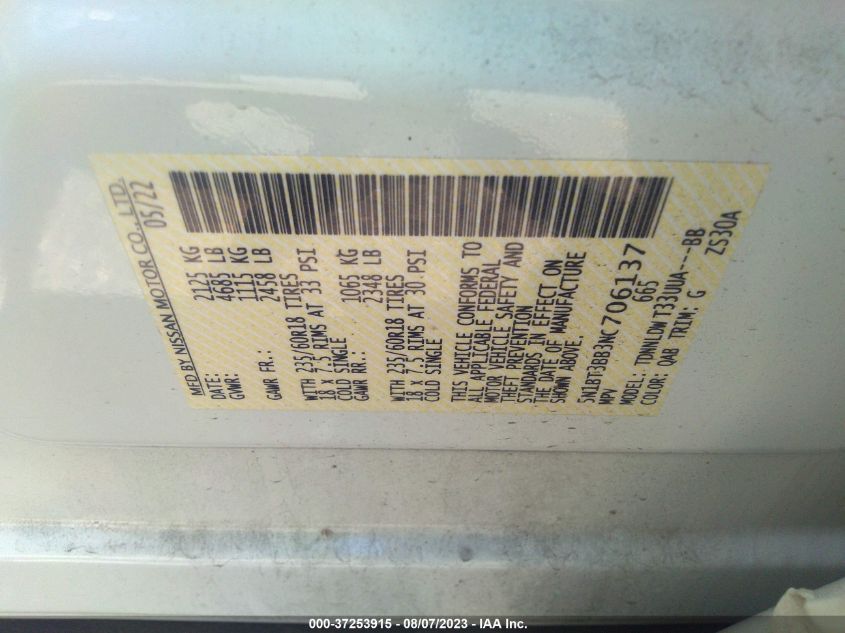 MFD BY NISSAN MOTOR CO., LTD.
DATE: 05/22
GVWR: 2125 KG
4685 LB
GAWR FR.: 1115 KG
2458 LB
WITH 235/60R18 TIRES
18 x 7.5 RIMS AT 33 PSI
COLD SINGLE
GAWR RR.: 1065 KG
2348 LB
WITH 235/60R18 TIRES
18 x 7.5 RIMS AT 30 PSI
COLD SINGLE
THIS VEHICLE CONFORMS TO
ALL APPLICABLE FEDERAL
MOTOR VEHICLE SAFETY AND
THEFT PREVENTION
STANDARDS IN EFFECT ON
THE DATE OF MANUFACTURE
SHOWN ABOVE.
5N1BT3BB3NC706137
MPV 665
MODEL: TDNNLDWT33UUA----BB
COLOR: QAB TRIM: G ZS30A
000-37253915 - 08/07/2023 - IAA Inc.